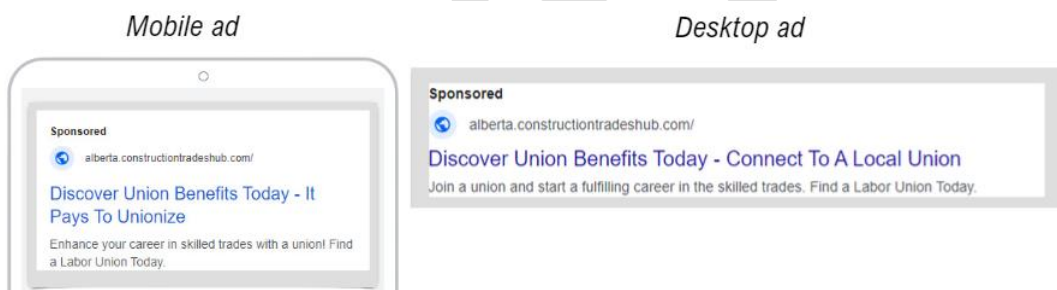 Mobile ad
Desktop ad
Sponsored
alberta.constructiontradeshub.com/
Discover Union Benefits Today - It
Pays To Unionize
Enhance your career in skilled trades with a union! Find
a Labor Union Today.
Sponsored
alberta.constructiontradeshub.com/
Discover Union Benefits Today - Connect To A Local Union
Join a union and start a fulfilling career in the skilled trades. Find a Labor Union Today.